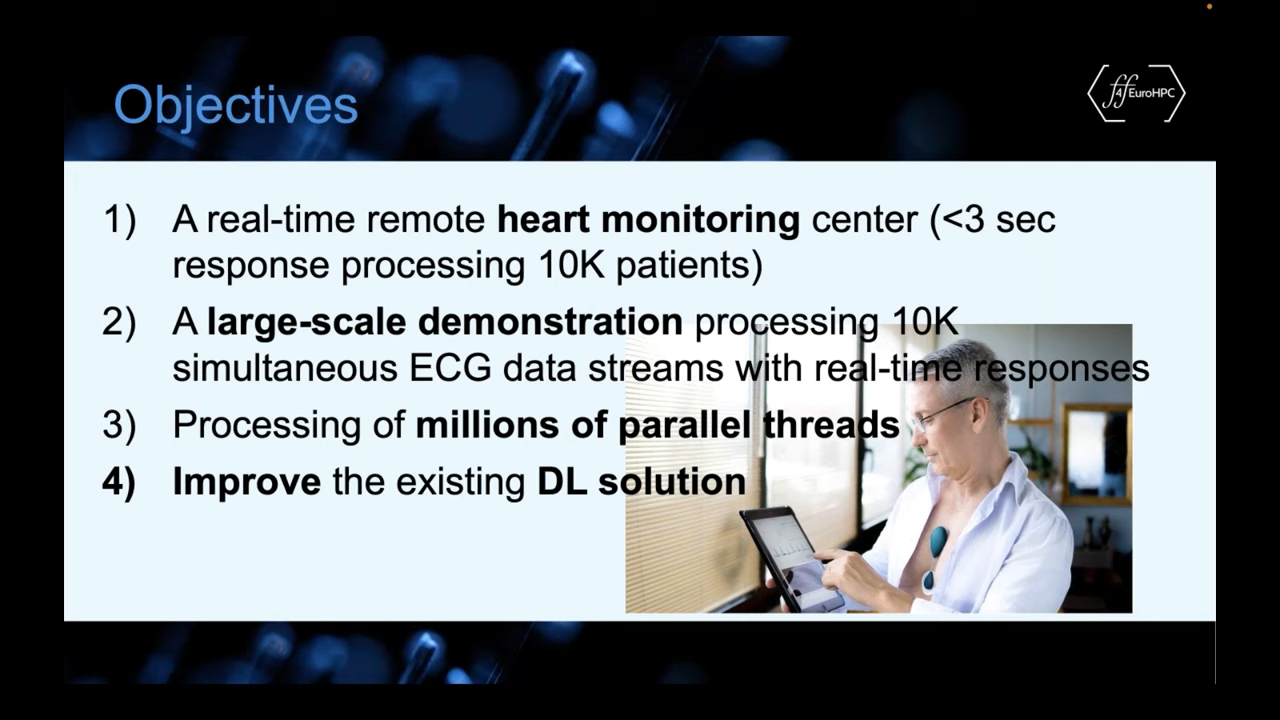 Objectives
ff4EuroHPC
1) A real-time remote heart monitoring center (<3 sec
response processing 10K patients)
2) A large-scale demonstration processing 10K
simultaneous ECG data streams with real-time responses
3) Processing of millions of parallel threads
4) Improve the existing DL solution